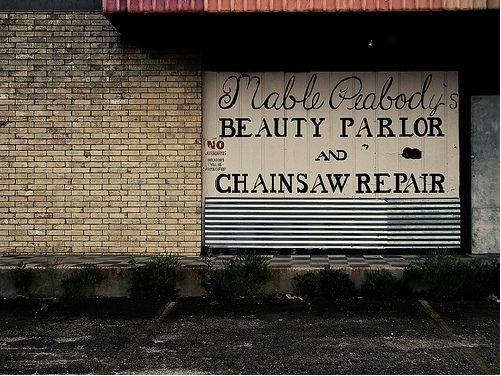 Mable Peabody's
BEAUTY PARLOR
AND
CHAINSAW REPAIR
NO